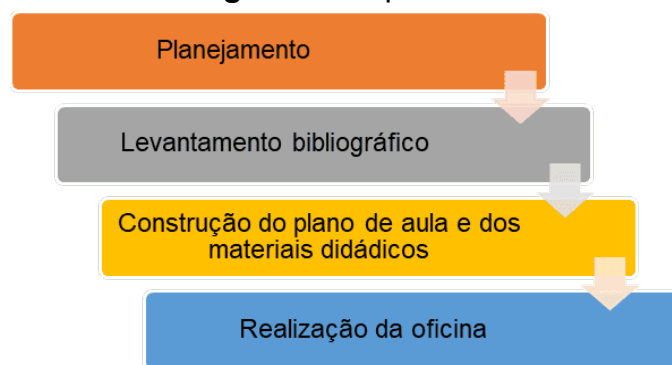 Planejamento
Levantamento bibliográfico
Construção do plano de aula e dos
materiais didádicos
Realização da oficina